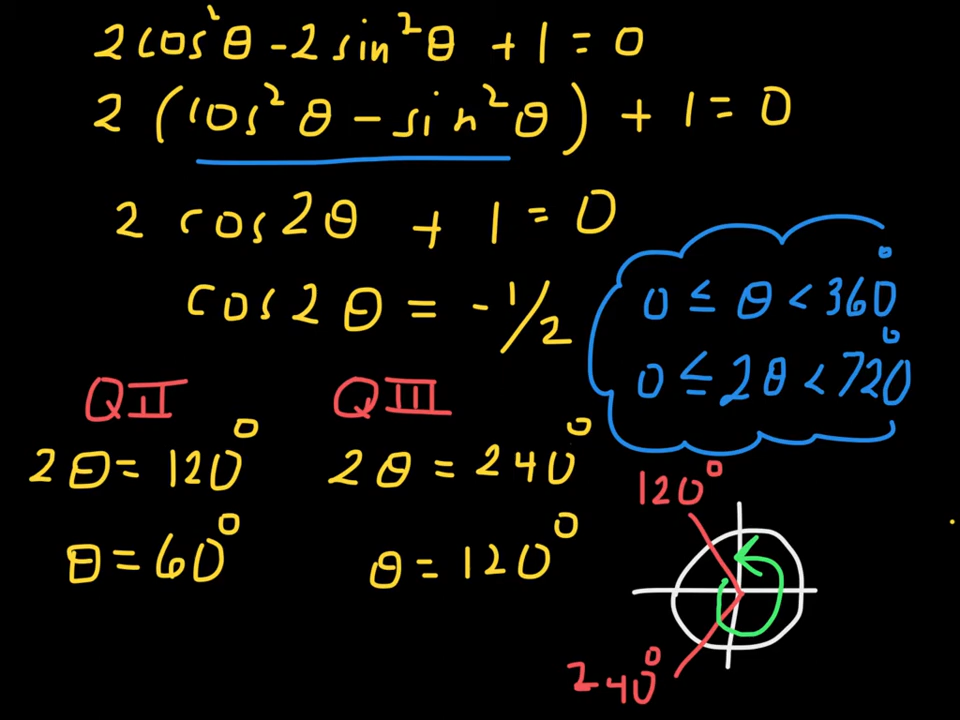 2cos²θ - 2sin²θ + 1 = 0
2 (cos²θ - sin²θ) + 1 = 0
2 cos2θ + 1 = 0
cos2θ = -1/2
0 ≤ θ < 360°
0 ≤ 2θ < 720°
QII QIII
2θ = 120° 2θ = 240°
θ = 60° θ = 120°
120°
240°